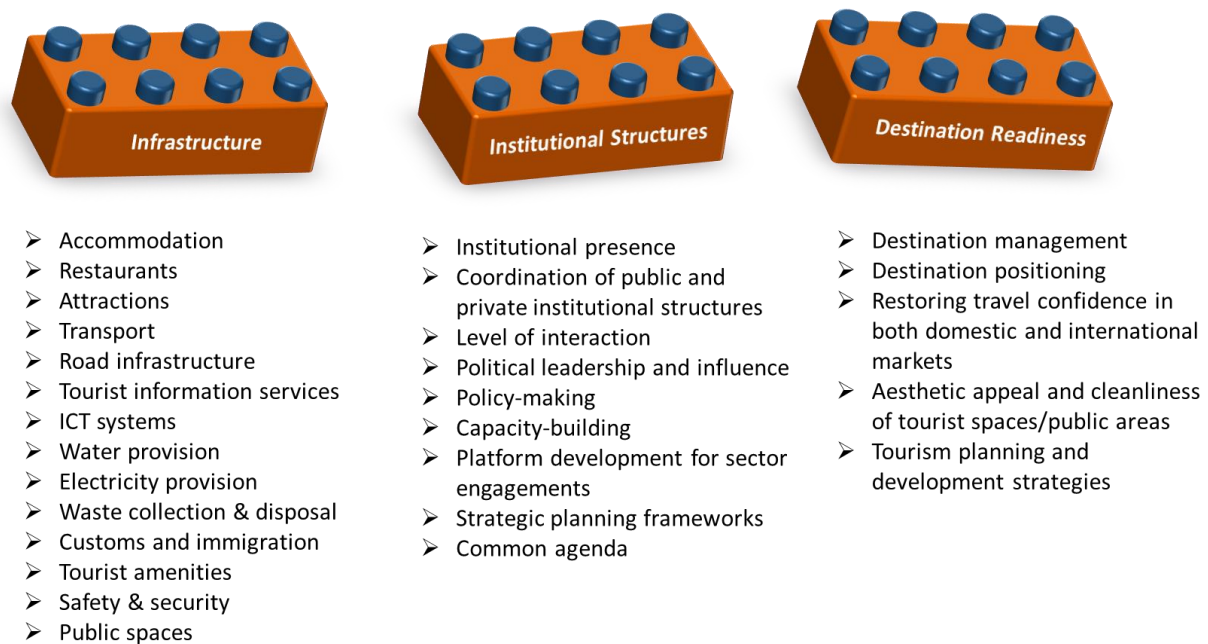 Infrastructure
➢ Accommodation
➢ Restaurants
➢ Attractions
➢ Transport
➢ Road infrastructure
➢ Tourist information services
➢ ICT systems
➢ Water provision
➢ Electricity provision
➢ Waste collection & disposal
➢ Customs and immigration
➢ Tourist amenities
➢ Safety & security
➢ Public spaces
Institutional Structures
➢ Institutional presence
➢ Coordination of public and
private institutional structures
➢ Level of interaction
➢ Political leadership and influence
➢ Policy-making
➢ Capacity-building
➢ Platform development for sector
engagements
➢ Strategic planning frameworks
➢ Common agenda
Destination Readiness
➢ Destination management
➢ Destination positioning
➢ Restoring travel confidence in
both domestic and international
markets
➢ Aesthetic appeal and cleanliness
of tourist spaces/public areas
➢ Tourism planning and
development strategies